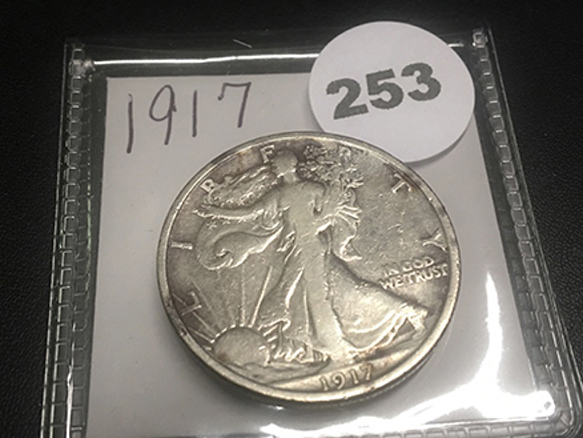 1917
253
LIBERTY
IN GOD
WE TRUST
1917